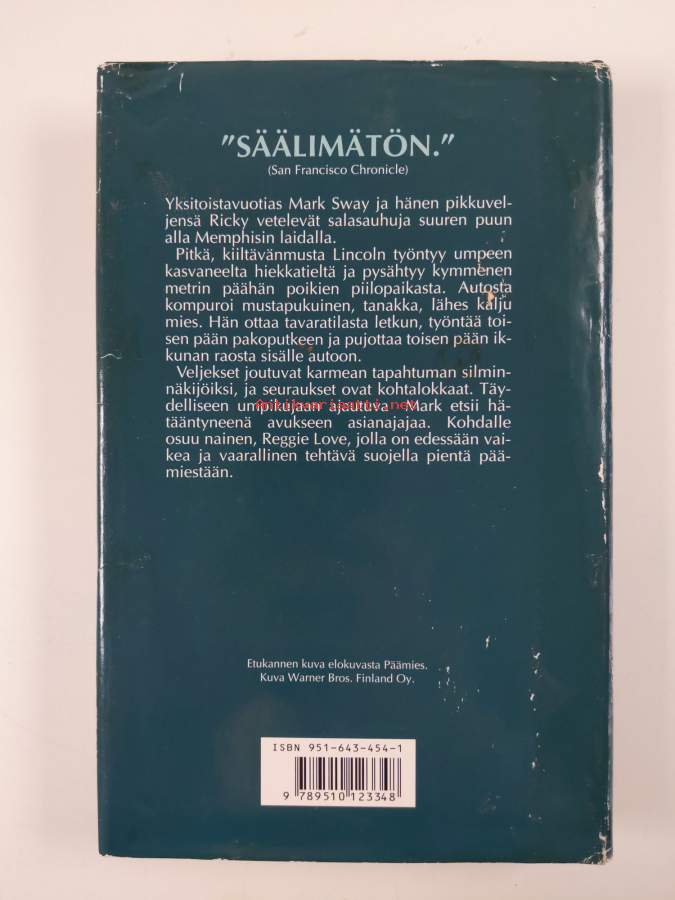 "SÄÄLIMÄTÖN."
(San Francisco Chronicle)
Yksitoistavuotias Mark Sway ja hänen pikkuvel-
jensä Ricky vetelevät salasauhuja suuren puun
alla Memphisin laidalla.
Pitkä, kiiltävänmusta Lincoln työntyy umpeen
kasvaneelta hiekkatieltä ja pysähtyy kymmenen
metrin päähän poikien piilopaikasta. Autosta
kompuroi mustapukuinen, tanakka, lähes kalju
mies. Hän ottaa tavaratilasta letkun, työntää toi-
sen pään pakoputkeen ja pujottaa toisen pään ik-
kunan raosta sisälle autoon.
Veljekset joutuvat karmean tapahtuman silmin-
näkijöiksi, ja seuraukset ovat kohtalokkaat. Täy-
delliseen umpikujaan ajautuva Mark etsii hä-
tääntyneenä avukseen asianajajaa. Kohdalle
osuu nainen, Reggie Love, jolla on edessään vai-
kea ja vaarallinen tehtävä suojella pientä pää-
miestään.
Etukannen kuva elokuvasta Päämies.
Kuva Warner Bros. Finland Oy.
ISBN 951-643-454-1
9 789510 123348